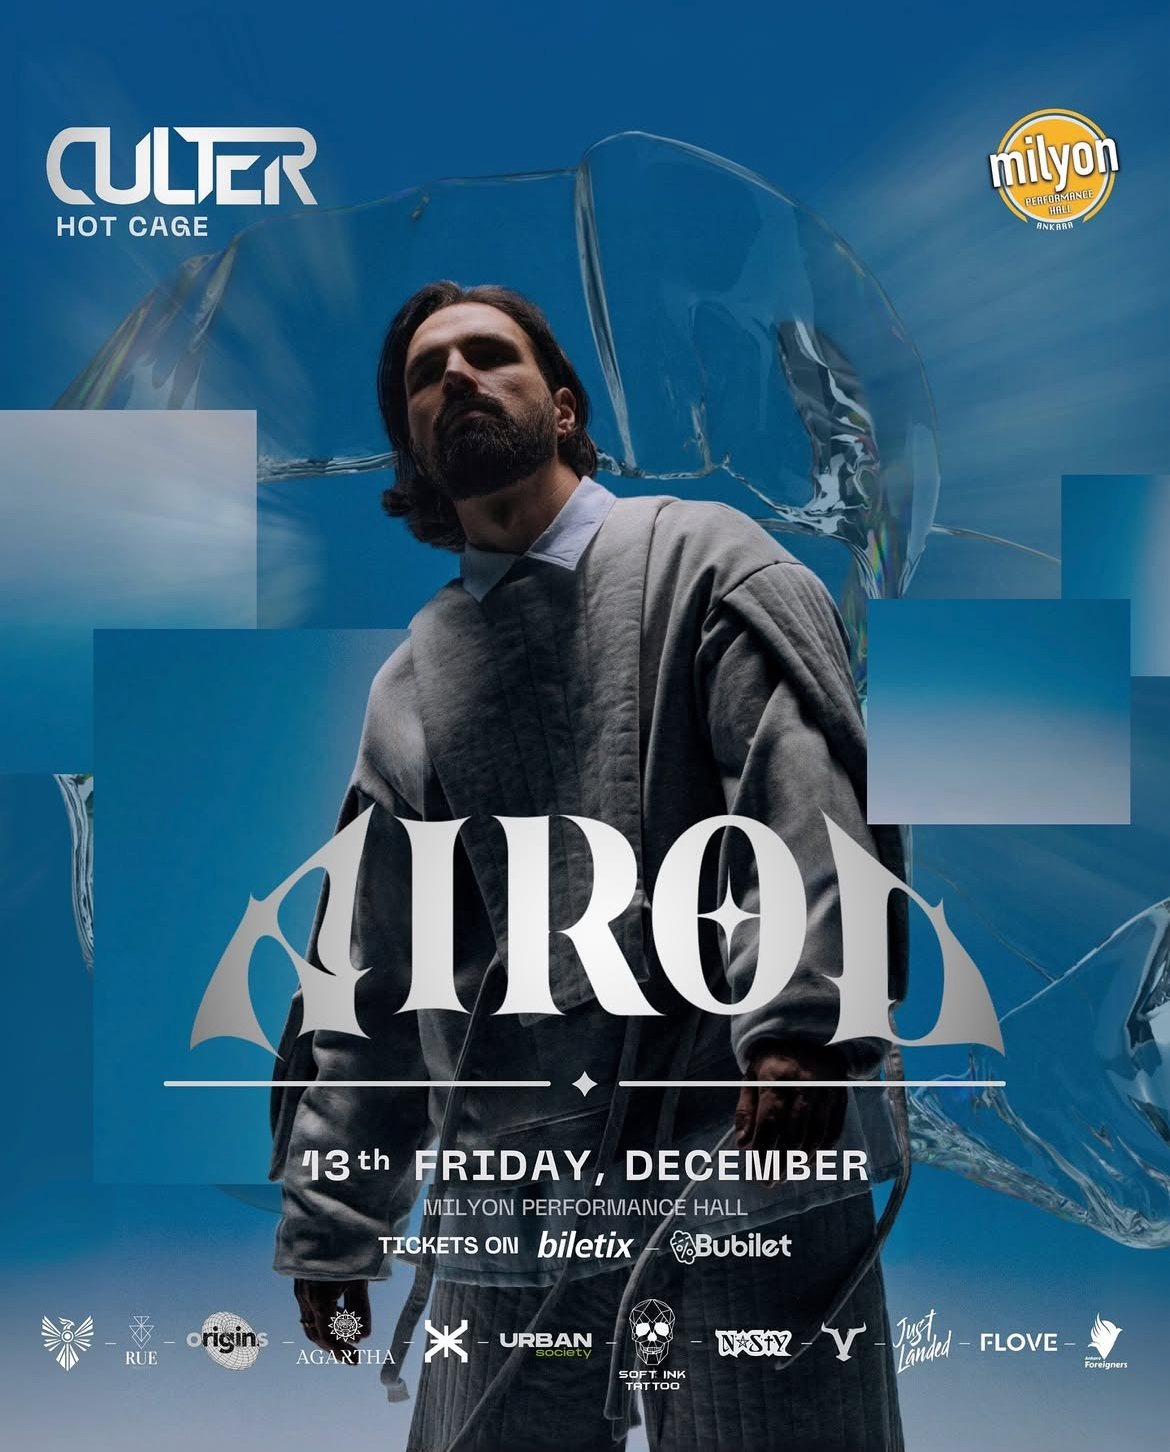 CULTER
HOT CAGE
milyon
PERFORMANCE
HALL
ANKARA
AIROD
13th FRIDAY, DECEMBER
MILYON PERFORMANCE HALL
TICKETS ON biletix – Bubilet
RUE
origins
AGARTHA
URBAN
society
SOFT INK
TATTOO
NASTY
Just
Landed
FLOVE
Ankara
Foreigners